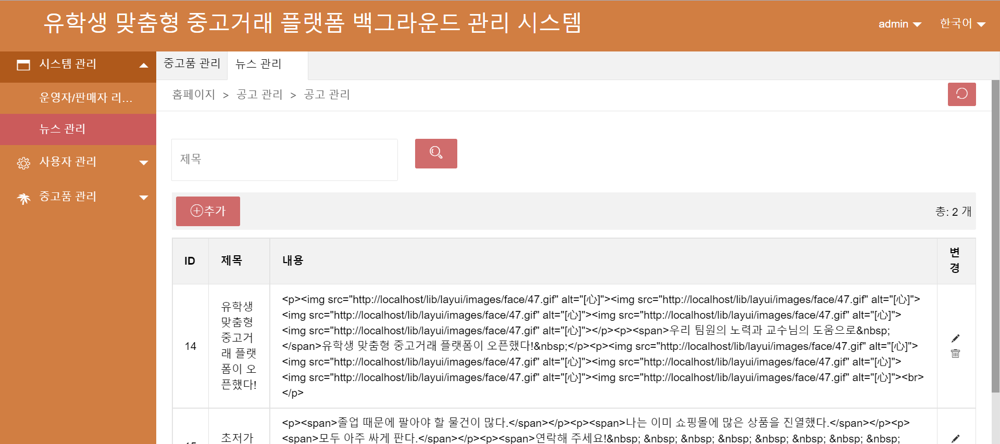 유학생 맞춤형 중고거래 플랫폼 백그라운드 관리 시스템
admin
한국어
시스템 관리
운영자/판매자 리...
뉴스 관리
사용자 관리
중고품 관리
중고품 관리
뉴스 관리
홈페이지 > 공고 관리 > 공고 관리
제목
추가
총: 2 개
ID
제목
내용
변
경
14
유학생
맞춤형
중고거
래 플랫
폼이 오
픈했다!
<p><img src="http://localhost/lib/layui/images/face/47.gif" alt="[心]"><img src="http://localhost/lib/layui/images/face/47.gif" alt="[心]">
<img src="http://localhost/lib/layui/images/face/47.gif" alt="[心]"><img src="http://localhost/lib/layui/images/face/47.gif" alt="[心]">
<img src="http://localhost/lib/layui/images/face/47.gif" alt="[心]"></p><p><span>우리 팀원의 노력과 교수님의 도움으로&nbsp;
</span>유학생 맞춤형 중고거래 플랫폼이 오픈했다!&nbsp;</p><p><img src="http://localhost/lib/layui/images/face/47.gif" alt="[心]">
<img src="http://localhost/lib/layui/images/face/47.gif" alt="[心]"><img src="http://localhost/lib/layui/images/face/47.gif" alt="[心]">
<img src="http://localhost/lib/layui/images/face/47.gif" alt="[心]"><img src="http://localhost/lib/layui/images/face/47.gif" alt="[心]"><br>
</p>
초저가
<p><span>졸업 때문에 팔아야 할 물건이 많다.</span></p><p><span>나는 이미 쇼핑몰에 많은 상품을 진열했다.</span></p><p>
<span>모두 아주 싸게 판다.</span></p><p><span>연락해 주세요!&nbsp; &nbsp; &nbsp; &nbsp; &nbsp; &nbsp; &nbsp; &nbsp;